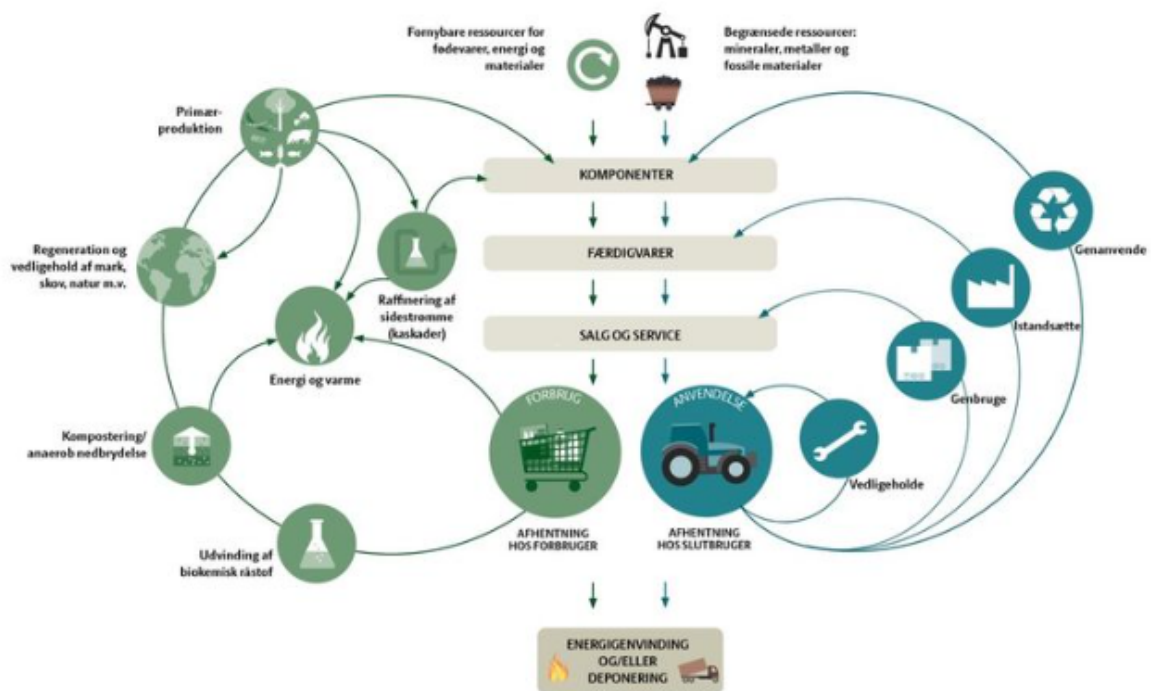 Fornybare ressourcer for
fødevarer, energi og
materialer
Begrænsede ressourcer:
mineraler, metaller og
fossile materialer
Primær-
produktion
KOMPONENTER
Regeneration og
vedligehold af mark,
skov, natur m.v.
FÆRDIGVARER
Genanvende
Raffinering af
sidestrømme
(kaskader)
Istandsætte
SALG OG SERVICE
Energi og varme
Genbruge
FORBRUG
ANVENDELSE
Kompostering/
anaerob nedbrydelse
Vedligeholde
AFHENTNING
HOS FORBRUGER
AFHENTNING
HOS SLUTBRUGER
Udvinding af
biokemisk råstof
ENERGIGENVINDING
OG/ELLER
DEPONERING